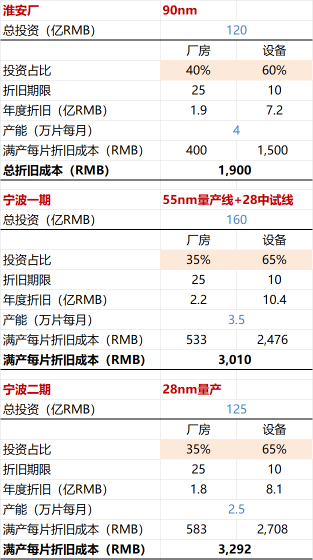 淮安厂 90nm
总投资（亿RMB） 120
厂房 设备
投资占比 40% 60%
折旧期限 25 10
年度折旧（亿RMB） 1.9 7.2
产能（万片每月） 4
满产每片折旧成本（RMB） 400 1,500
总折旧成本（RMB） 1,900
宁波一期 55nm量产线+28中试线
总投资（亿RMB） 160
厂房 设备
投资占比 35% 65%
折旧期限 25 10
年度折旧（亿RMB） 2.2 10.4
产能（万片每月） 3.5
满产每片折旧成本（RMB） 533 2,476
满产每片折旧成本（RMB） 3,010
宁波二期 28nm量产
总投资（亿RMB） 125
厂房 设备
投资占比 35% 65%
折旧期限 25 10
年度折旧（亿RMB） 1.8 8.1
产能（万片每月） 2.5
满产每片折旧成本（RMB） 583 2,708
满产每片折旧成本（RMB） 3,292